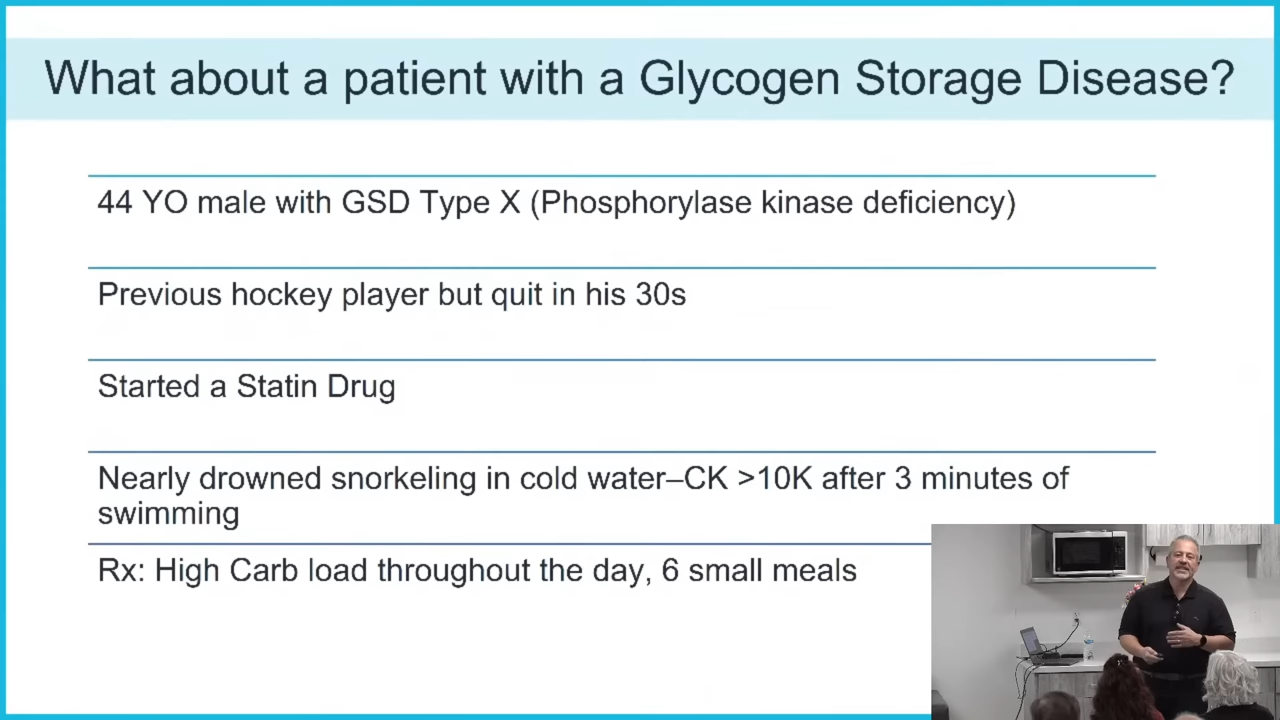 What about a patient with a Glycogen Storage Disease?
44 YO male with GSD Type X (Phosphorylase kinase deficiency)
Previous hockey player but quit in his 30s
Started a Statin Drug
Nearly drowned snorkeling in cold water–CK >10K after 3 minutes of
swimming
Rx: High Carb load throughout the day, 6 small meals